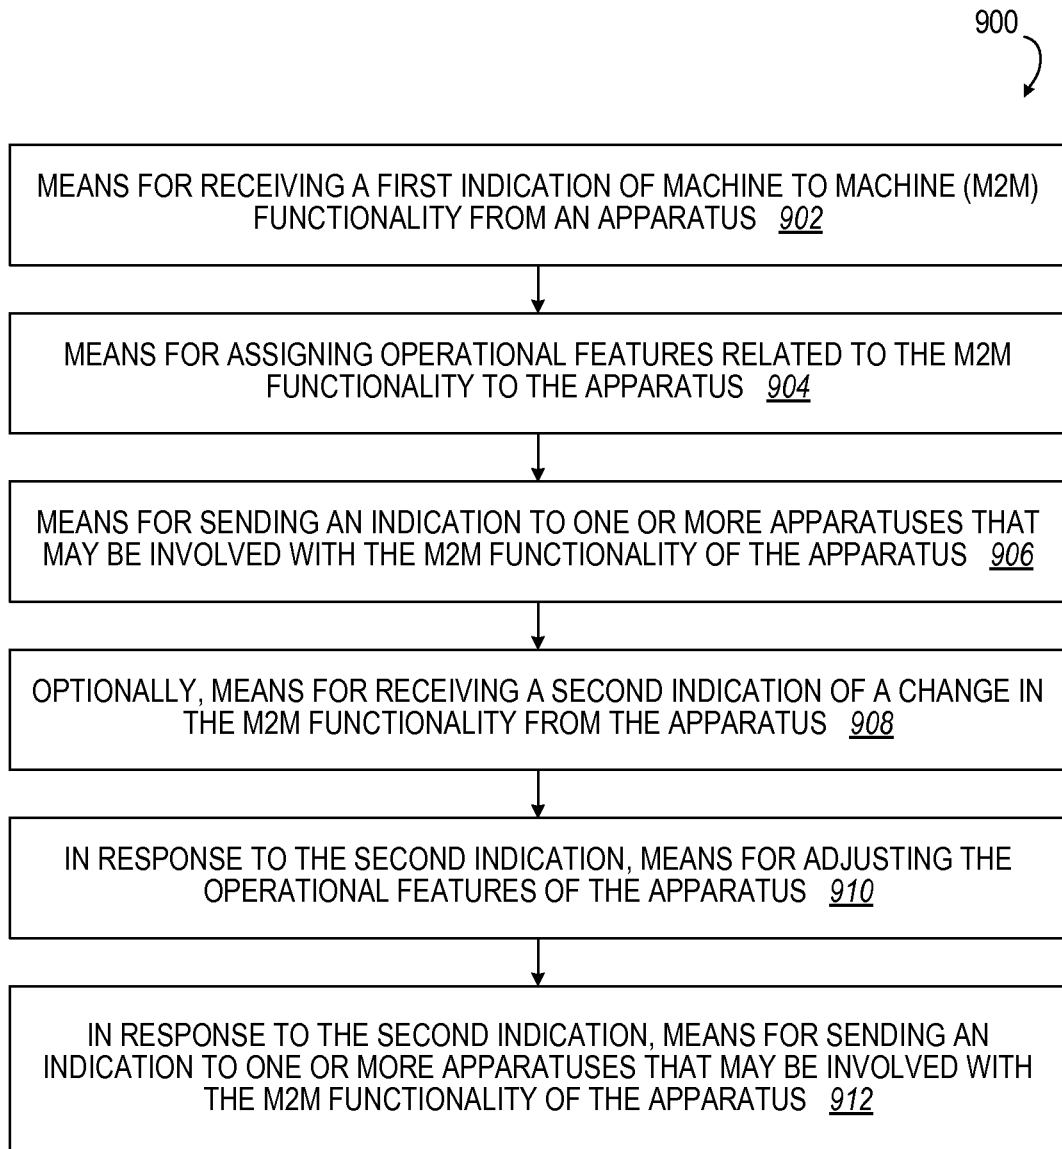 900
MEANS FOR RECEIVING A FIRST INDICATION OF MACHINE TO MACHINE (M2M)
FUNCTIONALITY FROM AN APPARATUS 902
MEANS FOR ASSIGNING OPERATIONAL FEATURES RELATED TO THE M2M
FUNCTIONALITY TO THE APPARATUS 904
MEANS FOR SENDING AN INDICATION TO ONE OR MORE APPARATUSES THAT
MAY BE INVOLVED WITH THE M2M FUNCTIONALITY OF THE APPARATUS 906
OPTIONALLY, MEANS FOR RECEIVING A SECOND INDICATION OF A CHANGE IN
THE M2M FUNCTIONALITY FROM THE APPARATUS 908
IN RESPONSE TO THE SECOND INDICATION, MEANS FOR ADJUSTING THE
OPERATIONAL FEATURES OF THE APPARATUS 910
IN RESPONSE TO THE SECOND INDICATION, MEANS FOR SENDING AN
INDICATION TO ONE OR MORE APPARATUSES THAT MAY BE INVOLVED WITH
THE M2M FUNCTIONALITY OF THE APPARATUS 912